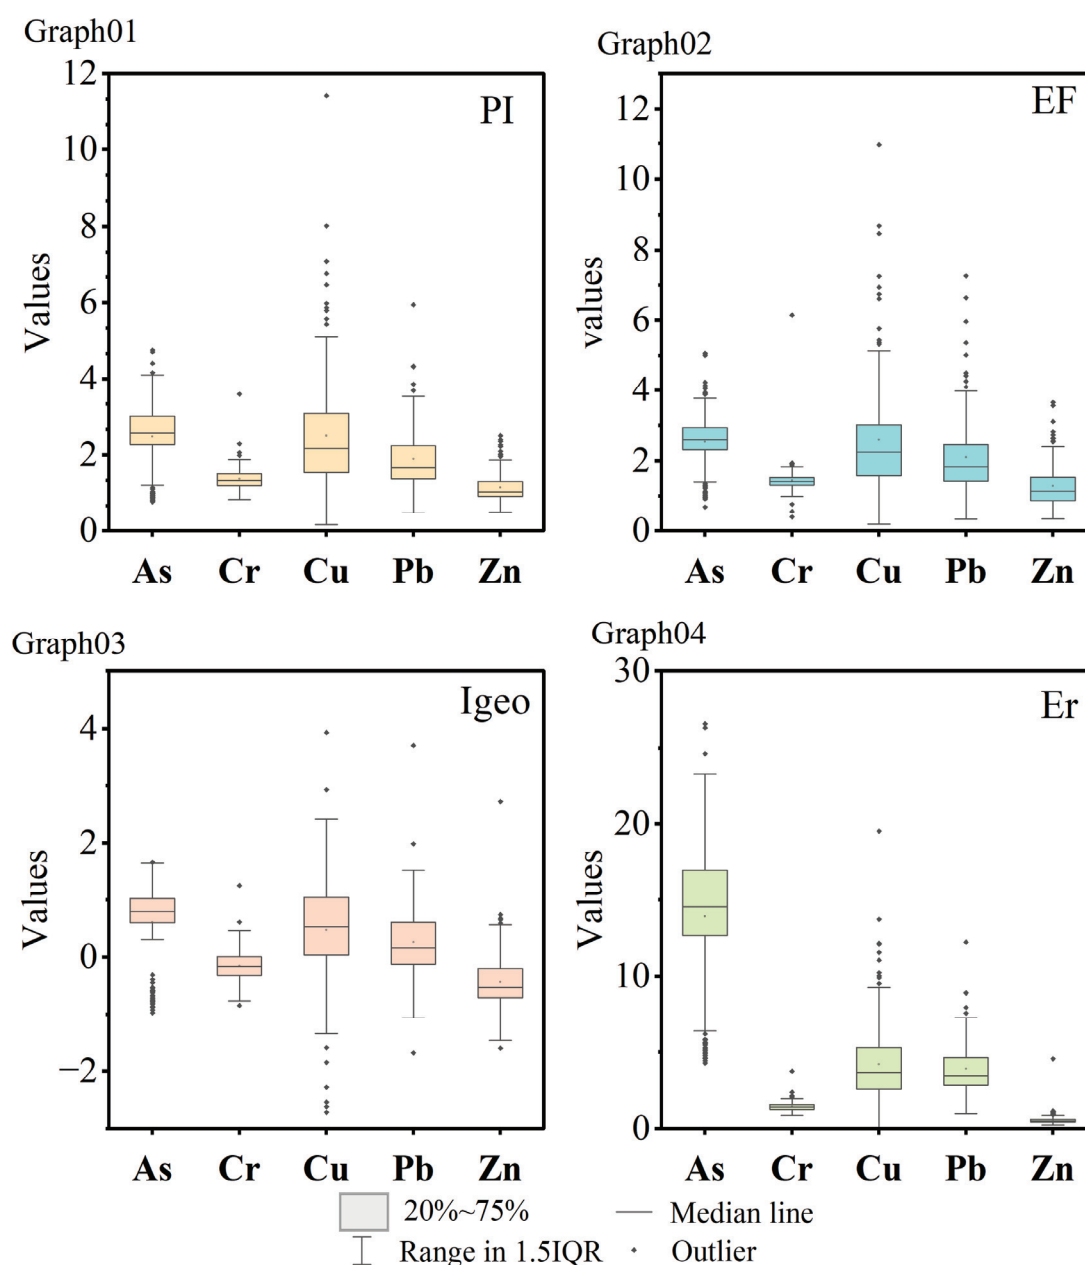 Graph01
PI
Values
12
10
8
6
4
2
0
As Cr Cu Pb Zn
Graph02
EF
values
12
10
8
6
4
2
0
As Cr Cu Pb Zn
Graph03
Igeo
Values
4
2
0
−2
As Cr Cu Pb Zn
Graph04
Er
Values
30
20
10
0
As Cr Cu Pb Zn
20%~75% Median line
Range in 1.5IQR Outlier